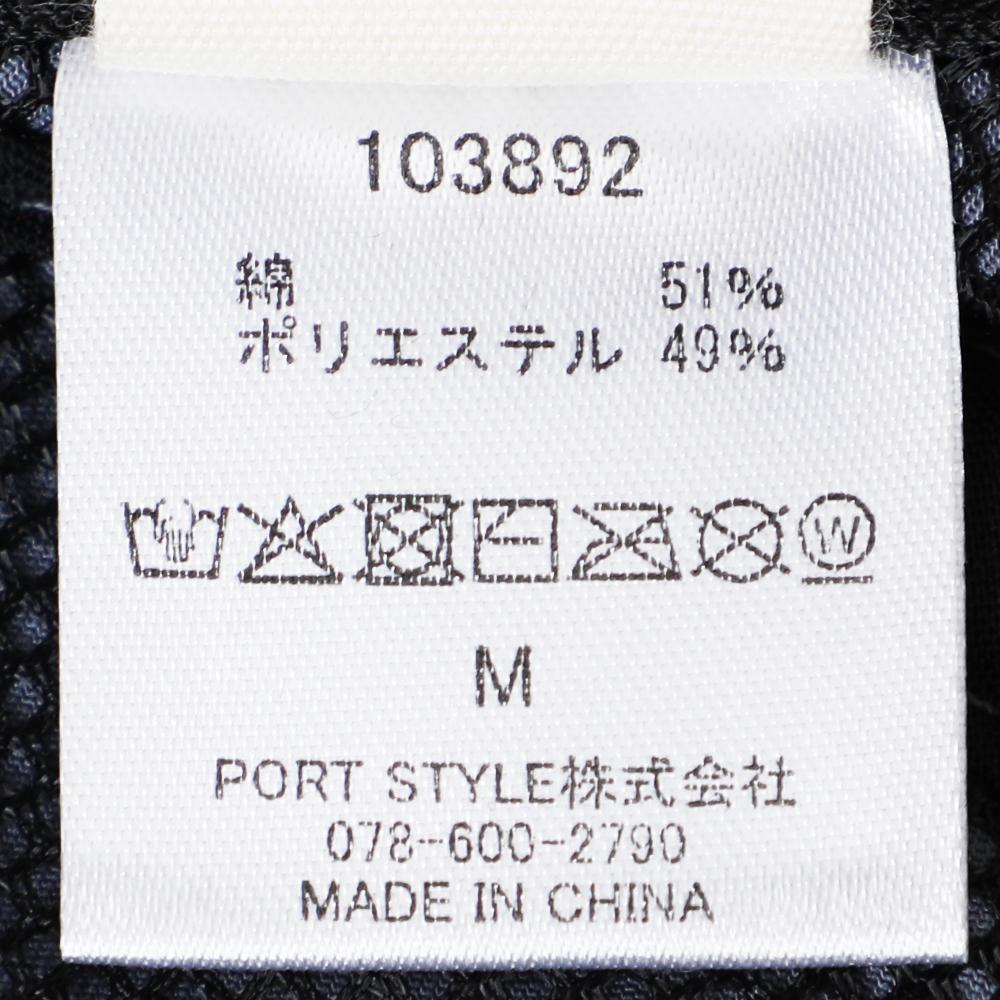 103892
綿 51%
ポリエステル 49%
W
M
PORT STYLE株式会社
078-600-2790
MADE IN CHINA